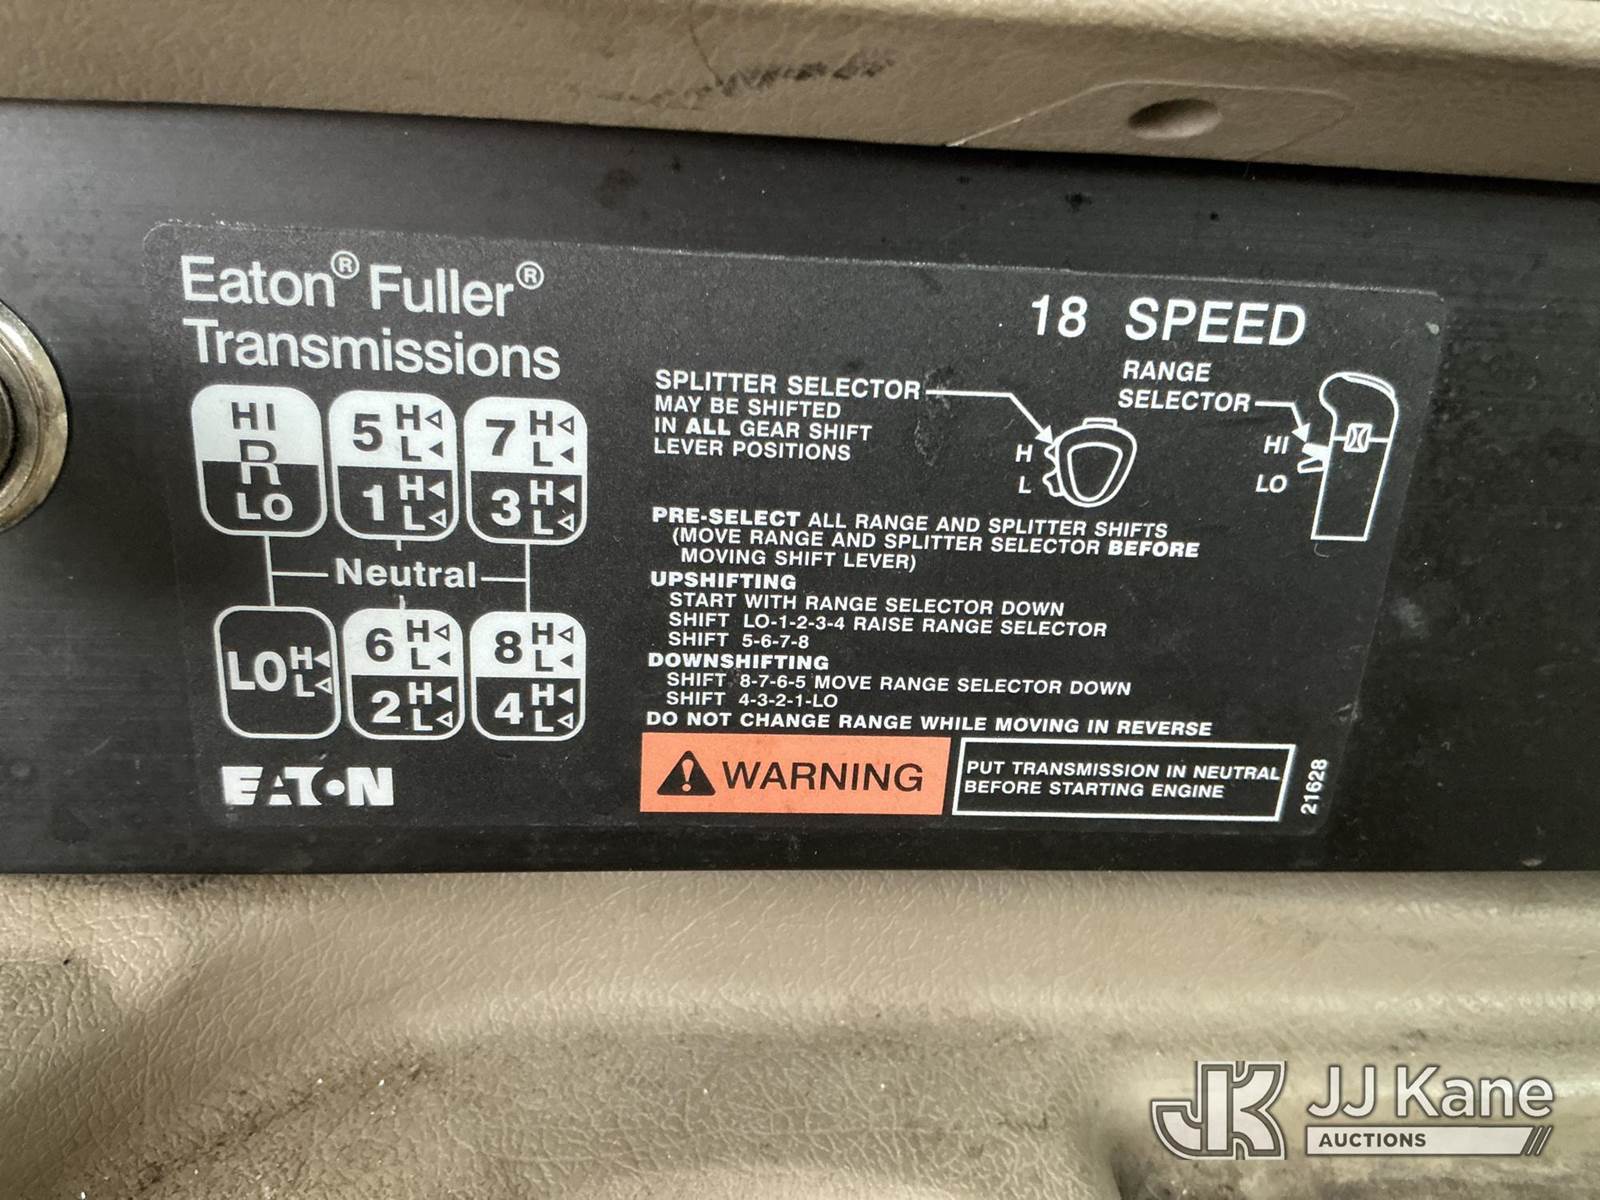 Eaton® Fuller®
Transmissions
18 SPEED
HI
R
LO
5 H L
1 H L
7 H L
3 H L
Neutral
LO H L
6 H L
2 H L
8 H L
4 H L
EATON
SPLITTER SELECTOR
MAY BE SHIFTED
IN ALL GEAR SHIFT
LEVER POSITIONS
H
L
RANGE
SELECTOR
HI
LO
PRE-SELECT ALL RANGE AND SPLITTER SHIFTS
(MOVE RANGE AND SPLITTER SELECTOR BEFORE
MOVING SHIFT LEVER)
UPSHIFTING
START WITH RANGE SELECTOR DOWN
SHIFT LO-1-2-3-4 RAISE RANGE SELECTOR
SHIFT 5-6-7-8
DOWNSHIFTING
SHIFT 8-7-6-5 MOVE RANGE SELECTOR DOWN
SHIFT 4-3-2-1-LO
DO NOT CHANGE RANGE WHILE MOVING IN REVERSE
WARNING
PUT TRANSMISSION IN NEUTRAL
BEFORE STARTING ENGINE
21628
JK JJ Kane
AUCTIONS